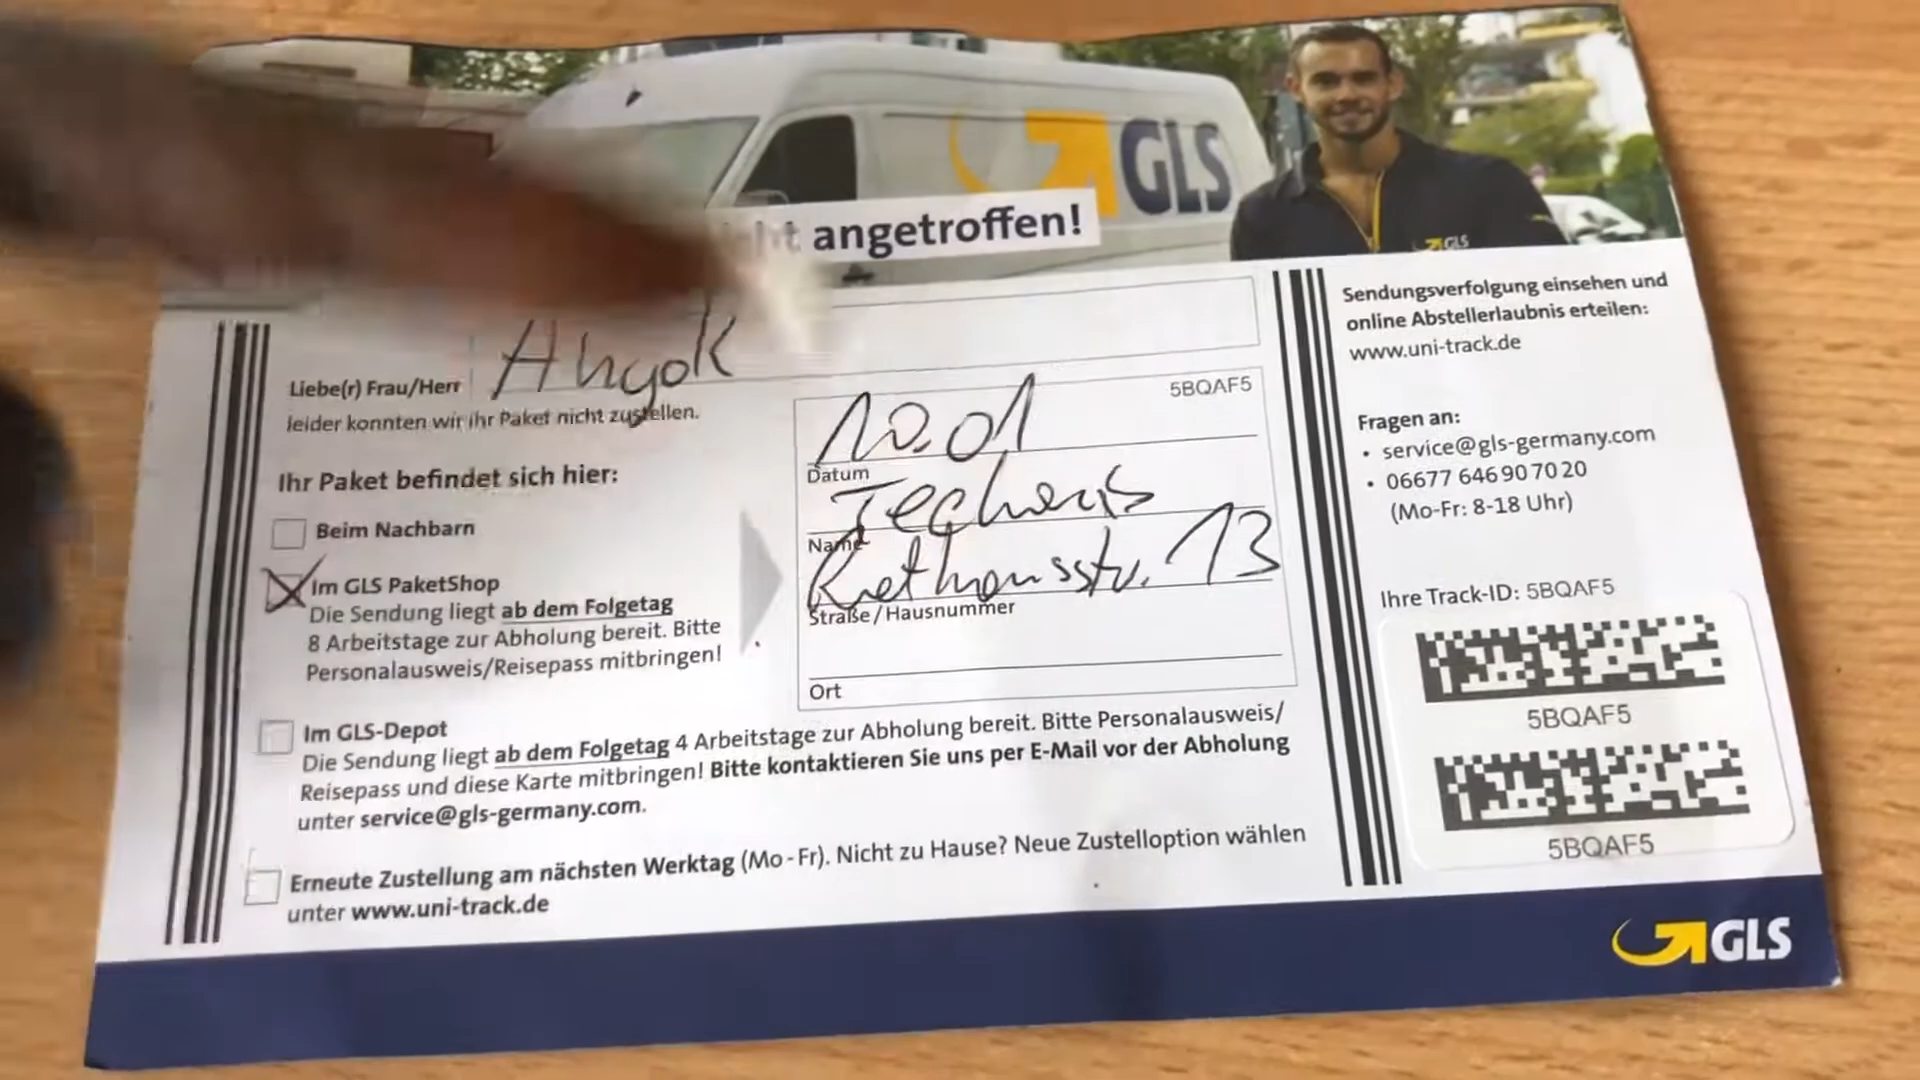 GLS
angetroffen!
GLS
Liebe(r) Frau/Herr
leider konnten wir ihr Paket nicht zustellen.
Ihr Paket befindet sich hier:
Beim Nachbarn
Im GLS PaketShop
Die Sendung liegt ab dem Folgetag
8 Arbeitstage zur Abholung bereit. Bitte
Personalausweis/Reisepass mitbringen!
5BQAF5
Datum
Name
13
Straße/Hausnummer
Ort
Im GLS-Depot
Die Sendung liegt ab dem Folgetag 4 Arbeitstage zur Abholung bereit. Bitte Personalausweis/
Reisepass und diese Karte mitbringen! Bitte kontaktieren Sie uns per E-Mail vor der Abholung
unter service@gls-germany.com.
Erneute Zustellung am nächsten Werktag (Mo-Fr). Nicht zu Hause? Neue Zustelloption wählen
unter www.uni-track.de
Sendungsverfolgung einsehen und
online Abstellerlaubnis erteilen:
www.uni-track.de
Fragen an:
• service@gls-germany.com
• 06677 646 90 70 20
(Mo-Fr: 8-18 Uhr)
Ihre Track-ID: 5BQAF5
5BQAF5
5BQAF5
GLS